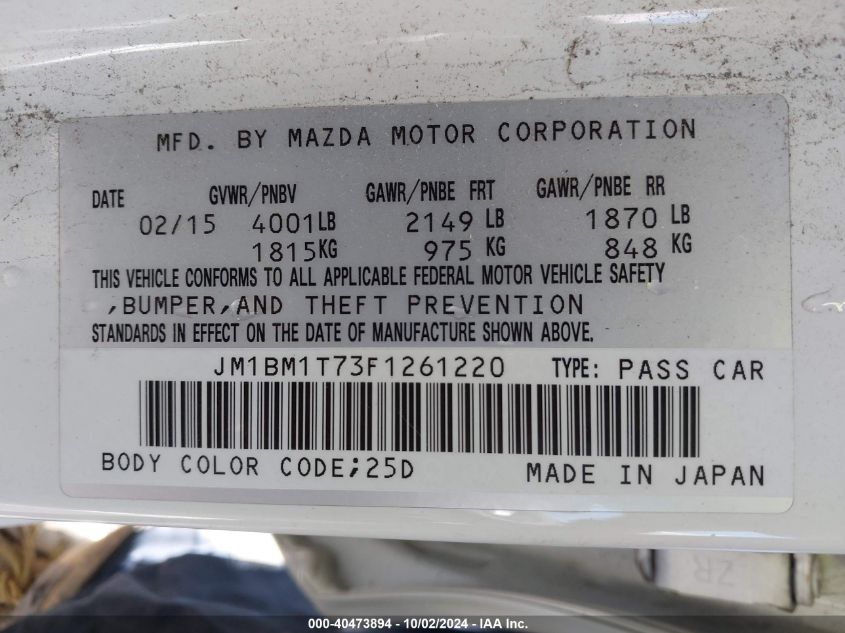 MFD. BY MAZDA MOTOR CORPORATION
DATE GVWR/PNBV GAWR/PNBE FRT GAWR/PNBE RR
02/15 4001LB 2149 LB 1870 LB
1815KG 975 KG 848 KG
THIS VEHICLE CONFORMS TO ALL APPLICABLE FEDERAL MOTOR VEHICLE SAFETY
,BUMPER,AND THEFT PREVENTION
STANDARDS IN EFFECT ON THE DATE OF MANUFACTURE SHOWN ABOVE.
JM1BM1T73F1261220 TYPE: PASS CAR
BODY COLOR CODE;25D MADE IN JAPAN
ZR
000-40473894 - 10/02/2024 - IAA Inc.